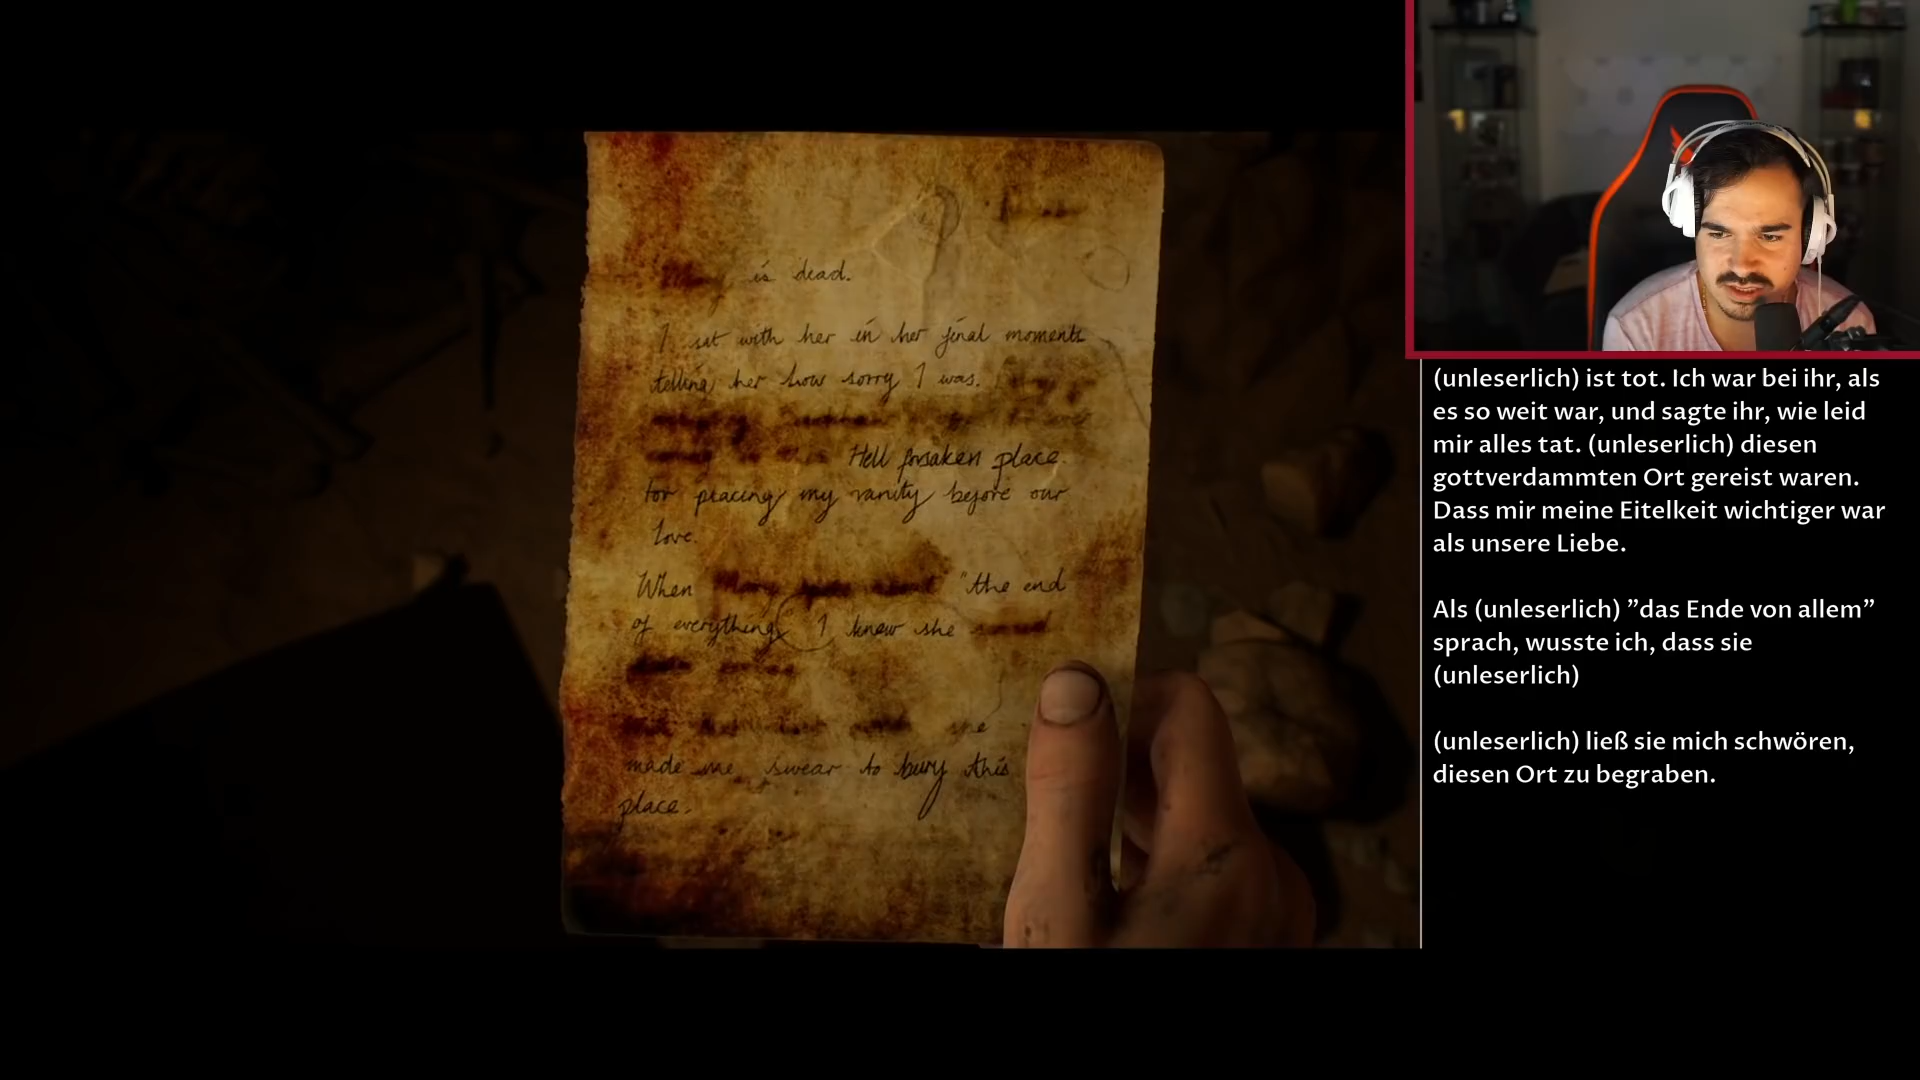 is dead.
I sat with her in her final moments
telling her how sorry I was.
Hell forsaken place.
for placing my vanity before our
love.
When "the end
of everything, I knew she
she
made me swear to bury this
place.
(unleserlich) ist tot. Ich war bei ihr, als
es so weit war, und sagte ihr, wie leid
mir alles tat. (unleserlich) diesen
gottverdammten Ort gereist waren.
Dass mir meine Eitelkeit wichtiger war
als unsere Liebe.
Als (unleserlich) ”das Ende von allem”
sprach, wusste ich, dass sie
(unleserlich)
(unleserlich) ließ sie mich schwören,
diesen Ort zu begraben.